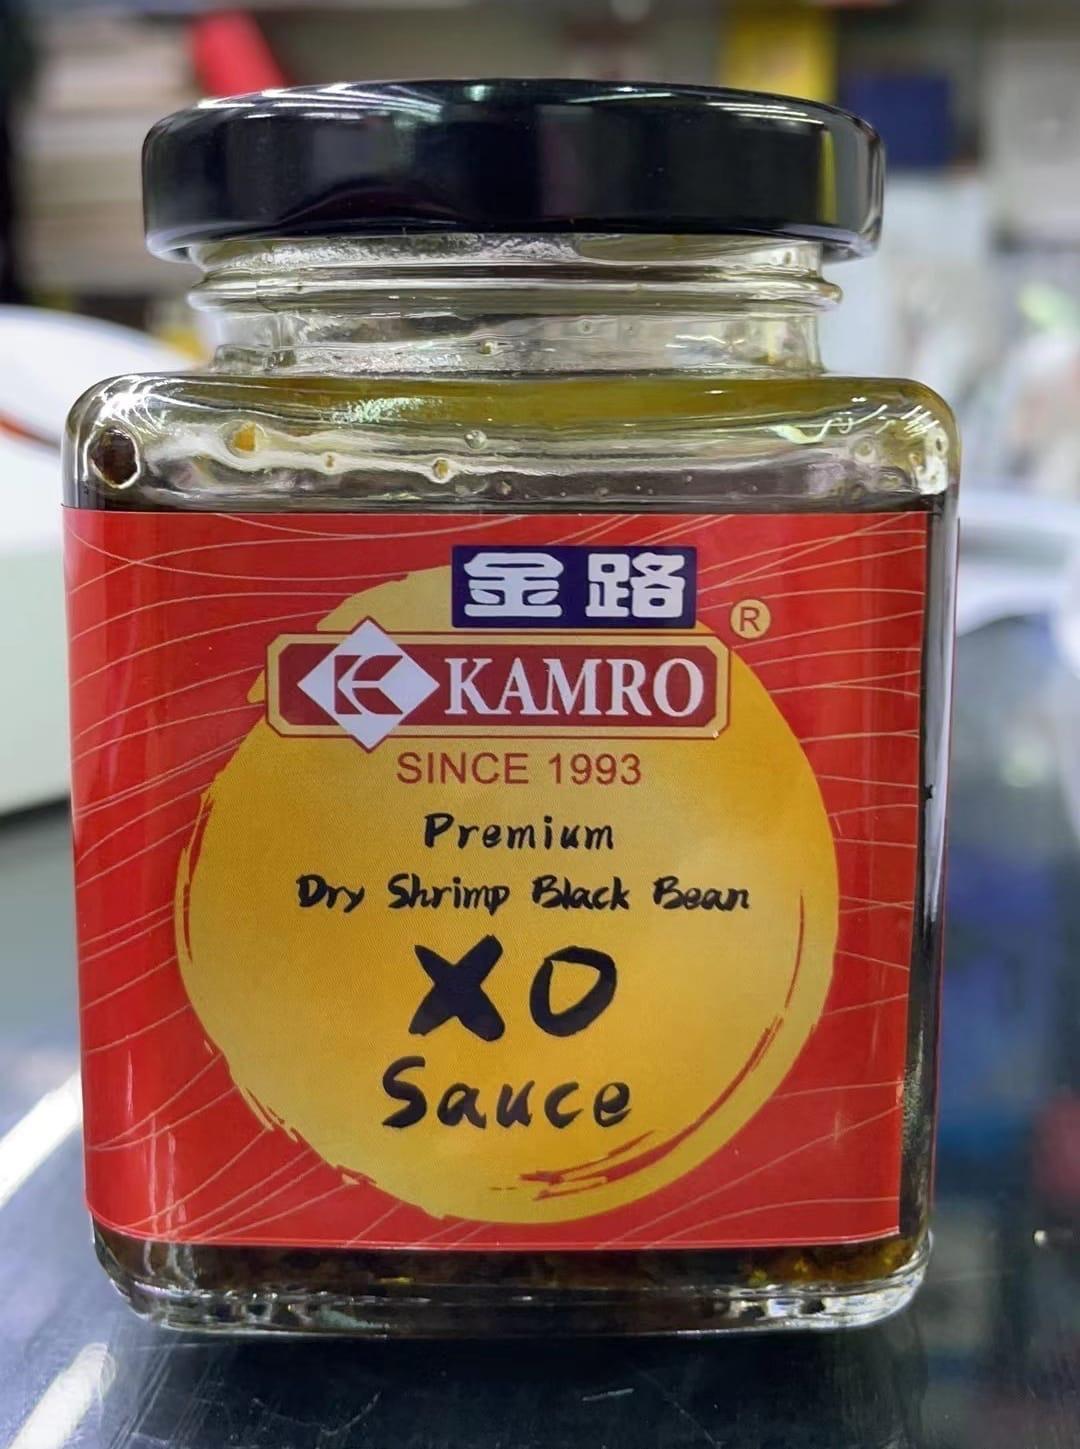 金路
®
KAMRO
SINCE 1993
Premium
Dry Shrimp Black Bean
XO
Sauce